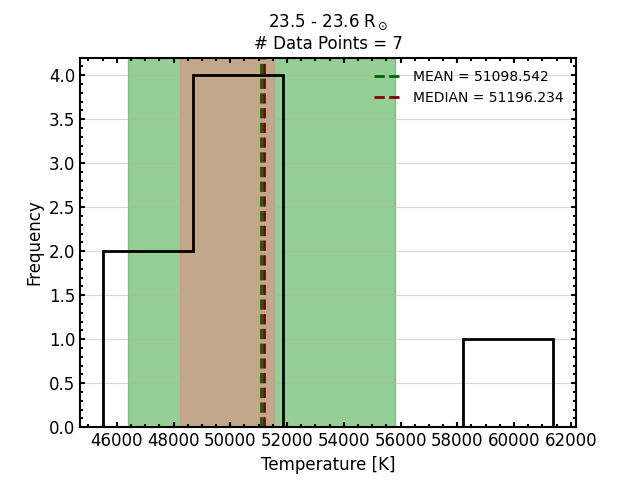 23.5 - 23.6 R⊙
# Data Points = 7
MEAN = 51098.542
MEDIAN = 51196.234
4.0
3.5
3.0
2.5
2.0
1.5
1.0
0.5
0.0
Frequency
46000 48000 50000 52000 54000 56000 58000 60000 62000
Temperature [K]